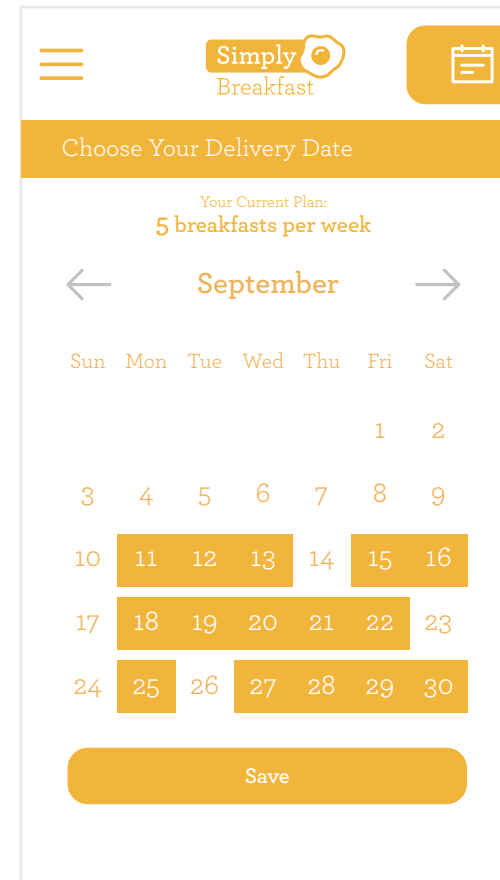 Simply
Breakfast
Choose Your Delivery Date
Your Current Plan:
5 breakfasts per week
September
Sun Mon Tue Wed Thu Fri Sat
1 2
3 4 5 6 7 8 9
10 11 12 13 14 15 16
17 18 19 20 21 22 23
24 25 26 27 28 29 30
Save